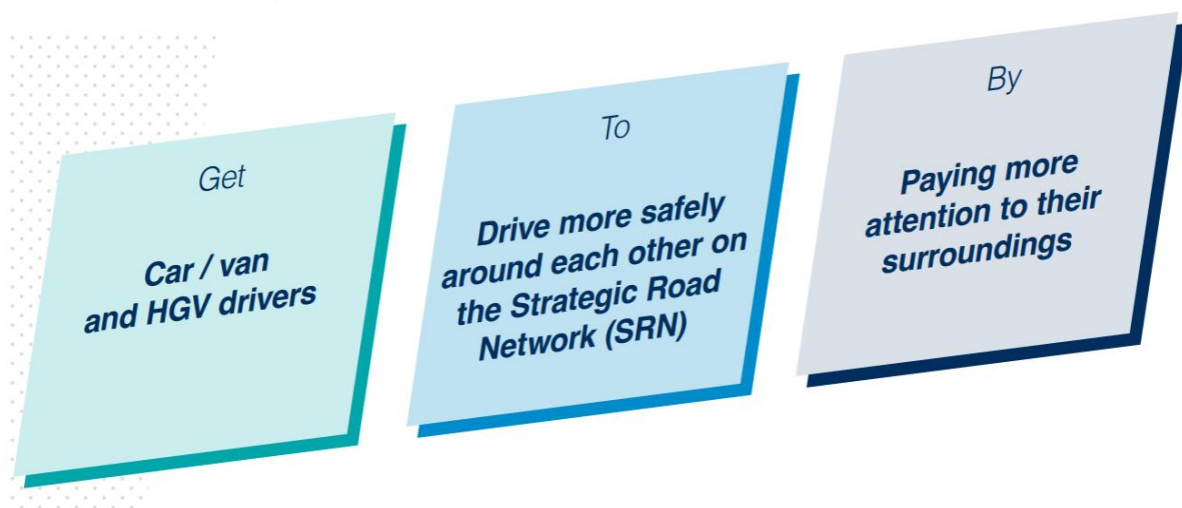 Get
Car / van
and HGV drivers
To
Drive more safely
around each other on
the Strategic Road
Network (SRN)
By
Paying more
attention to their
surroundings